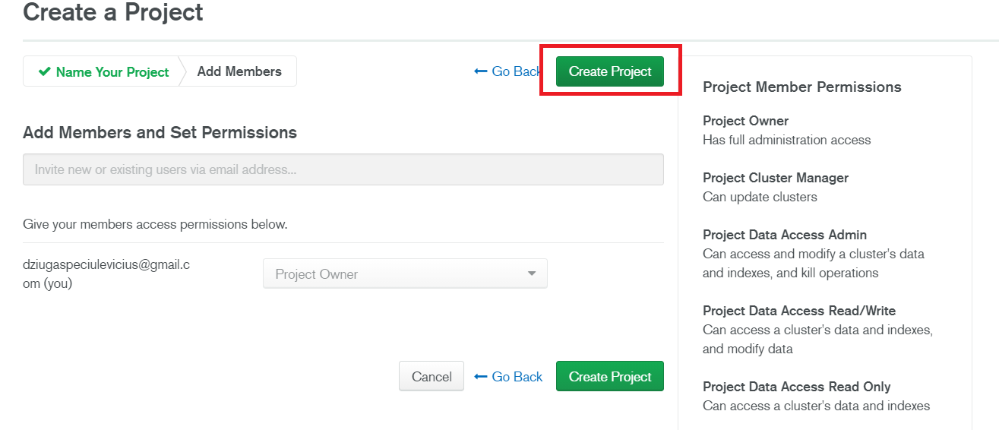 Create a Project
Name Your Project
Add Members
Go Back
Create Project
Add Members and Set Permissions
Invite new or existing users via email address...
Give your members access permissions below.
dziugaspeciulevicius@gmail.c
om (you)
Project Owner
Cancel
Go Back
Create Project
Project Member Permissions
Project Owner
Has full administration access
Project Cluster Manager
Can update clusters
Project Data Access Admin
Can access and modify a cluster's data
and indexes, and kill operations
Project Data Access Read/Write
Can access a cluster's data and indexes,
and modify data
Project Data Access Read Only
Can access a cluster's data and indexes